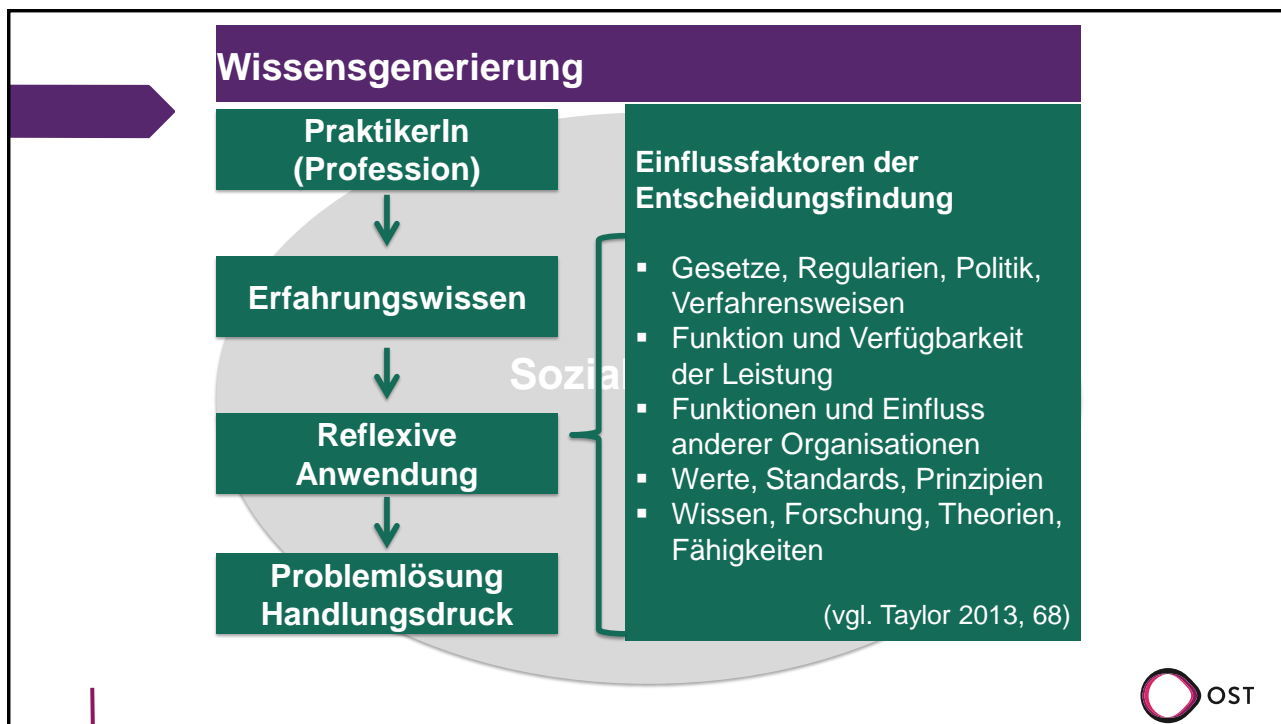 Wissensgenerierung
PraktikerIn
(Profession)
Erfahrungswissen
Reflexive
Anwendung
Problemlösung
Handlungsdruck
Sozial
Einflussfaktoren der
Entscheidungsfindung
▪ Gesetze, Regularien, Politik,
Verfahrensweisen
▪ Funktion und Verfügbarkeit
der Leistung
▪ Funktionen und Einfluss
anderer Organisationen
▪ Werte, Standards, Prinzipien
▪ Wissen, Forschung, Theorien,
Fähigkeiten
(vgl. Taylor 2013, 68)
OST